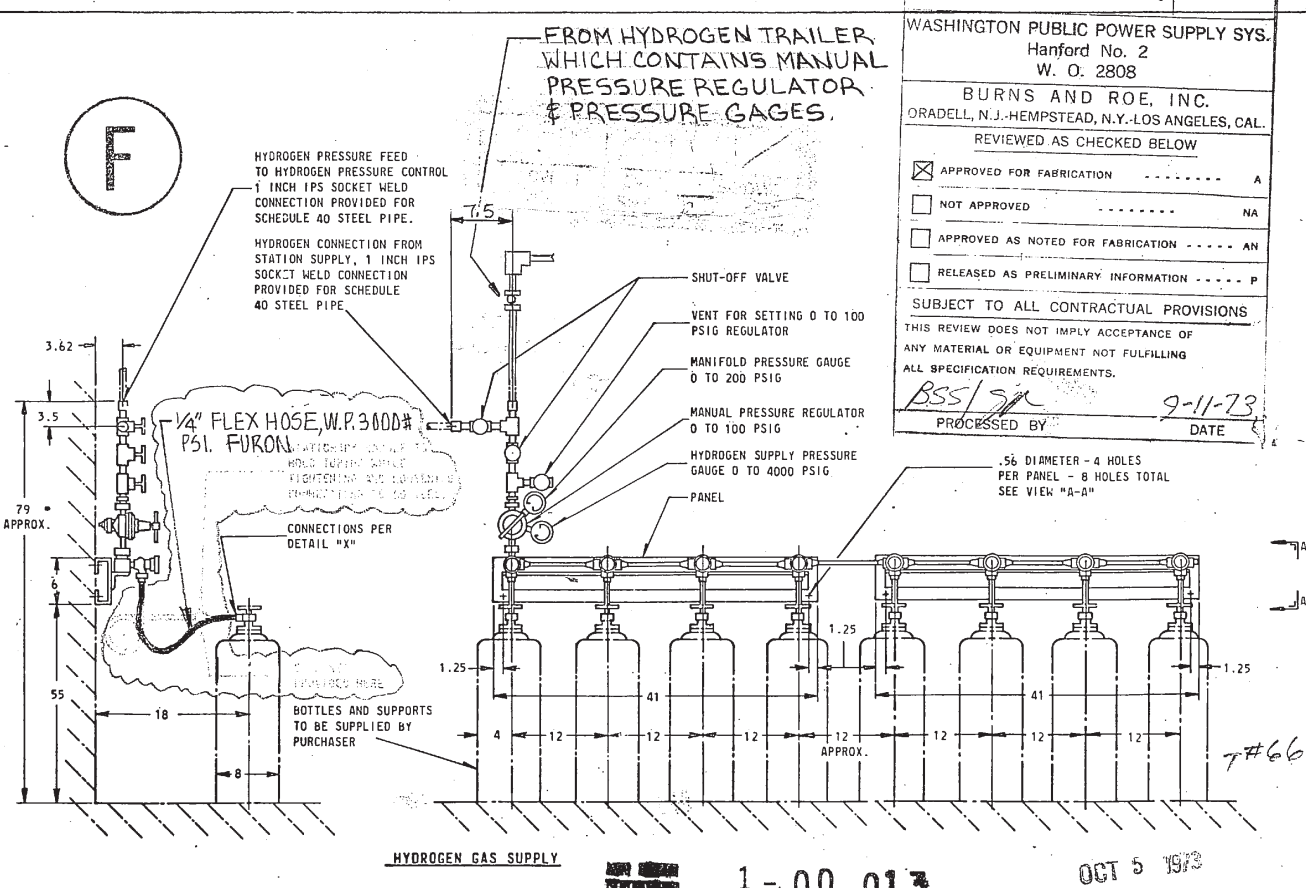 WASHINGTON PUBLIC POWER SUPPLY SYS.
Hanford No. 2
W. O. 2808
BURNS AND ROE, INC.
ORADELL, N.J.-HEMPSTEAD, N.Y.-LOS ANGELES, CAL.
REVIEWED AS CHECKED BELOW
APPROVED FOR FABRICATION -------- A
NOT APPROVED -------- NA
APPROVED AS NOTED FOR FABRICATION ----- AN
RELEASED AS PRELIMINARY INFORMATION ----- P
SUBJECT TO ALL CONTRACTUAL PROVISIONS
THIS REVIEW DOES NOT IMPLY ACCEPTANCE OF
ANY MATERIAL OR EQUIPMENT NOT FULFILLING
ALL SPECIFICATION REQUIREMENTS.
BSS/
9-11-73
PROCESSED BY DATE
FROM HYDROGEN TRAILER
WHICH CONTAINS MANUAL
PRESSURE REGULATOR
& PRESSURE GAGES.
F
HYDROGEN PRESSURE FEED
TO HYDROGEN PRESSURE CONTROL
1 INCH IPS SOCKET WELD
CONNECTION PROVIDED FOR
SCHEDULE 40 STEEL PIPE.
HYDROGEN CONNECTION FROM
STATION SUPPLY, 1 INCH IPS
SOCKET WELD CONNECTION
PROVIDED FOR SCHEDULE
40 STEEL PIPE
7.5
SHUT-OFF VALVE
VENT FOR SETTING 0 TO 100
PSIG REGULATOR
MANIFOLD PRESSURE GAUGE
0 TO 200 PSIG
MANUAL PRESSURE REGULATOR
0 TO 100 PSIG
HYDROGEN SUPPLY PRESSURE
GAUGE 0 TO 4000 PSIG
PANEL
.56 DIAMETER - 4 HOLES
PER PANEL - 8 HOLES TOTAL
SEE VIEW "A-A"
3.62
3.5
1/4" FLEX HOSE, W.P. 3000#
PSI. FURON
79
APPROX.
CONNECTIONS PER
DETAIL "X"
6
A
A
55
18
8
BOTTLES AND SUPPORTS
TO BE SUPPLIED BY
PURCHASER
1.25
1.25
1.25
41
41
4
12
12
12
12
APPROX.
12
12
12
T#66
HYDROGEN GAS SUPPLY
OCT 5 1973